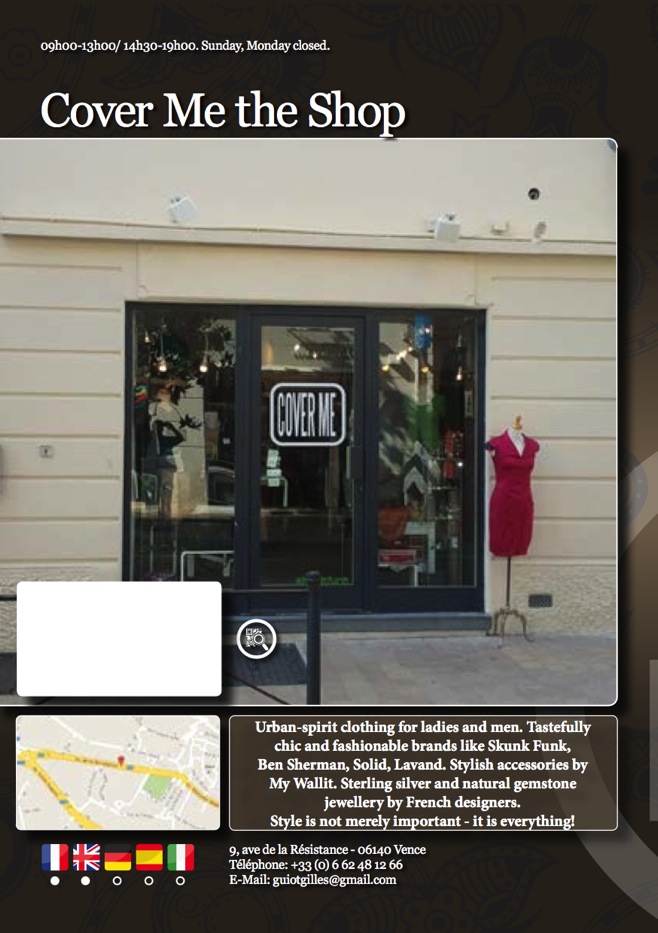 09h00-13h00/ 14h30-19h00. Sunday, Monday closed.
Cover Me the Shop
COVER ME
Urban-spirit clothing for ladies and men. Tastefully
chic and fashionable brands like Skunk Funk,
Ben Sherman, Solid, Lavand. Stylish accessories by
My Wallit. Sterling silver and natural gemstone
jewellery by French designers.
Style is not merely important - it is everything!
9, ave de la Résistance - 06140 Vence
Téléphone: +33 (0) 6 62 48 12 66
E-Mail: guiotgilles@gmail.com